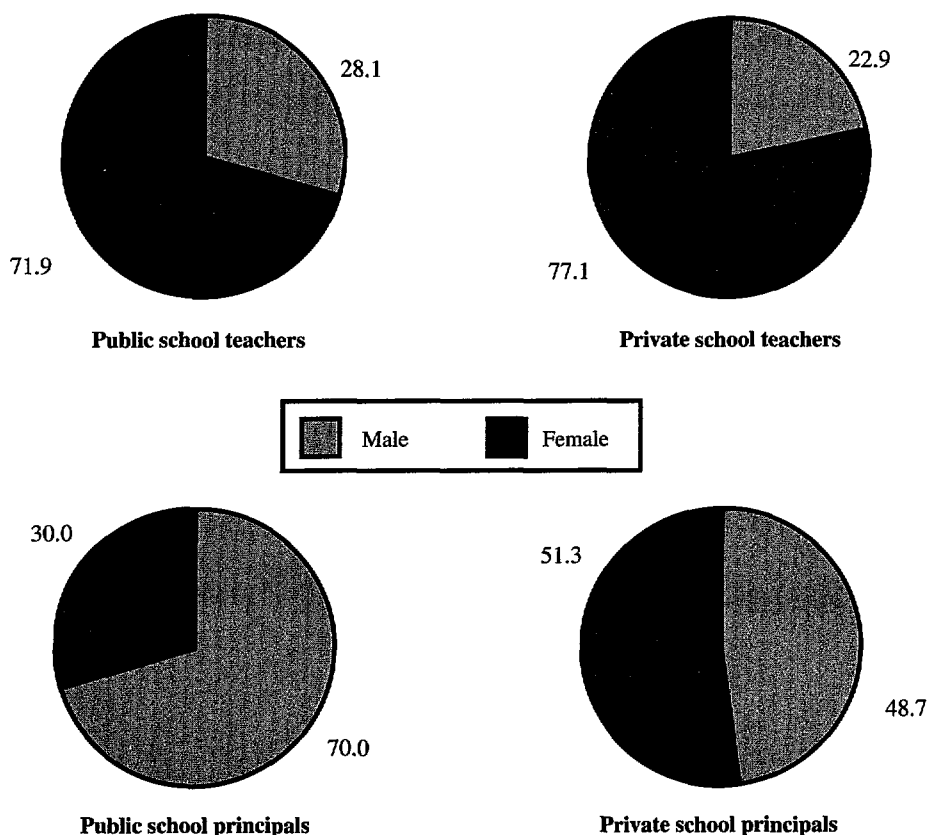 28.1
22.9
71.9
77.1
Public school teachers
Private school teachers
Male
Female
30.0
51.3
70.0
48.7
Public school principals
Private school principals